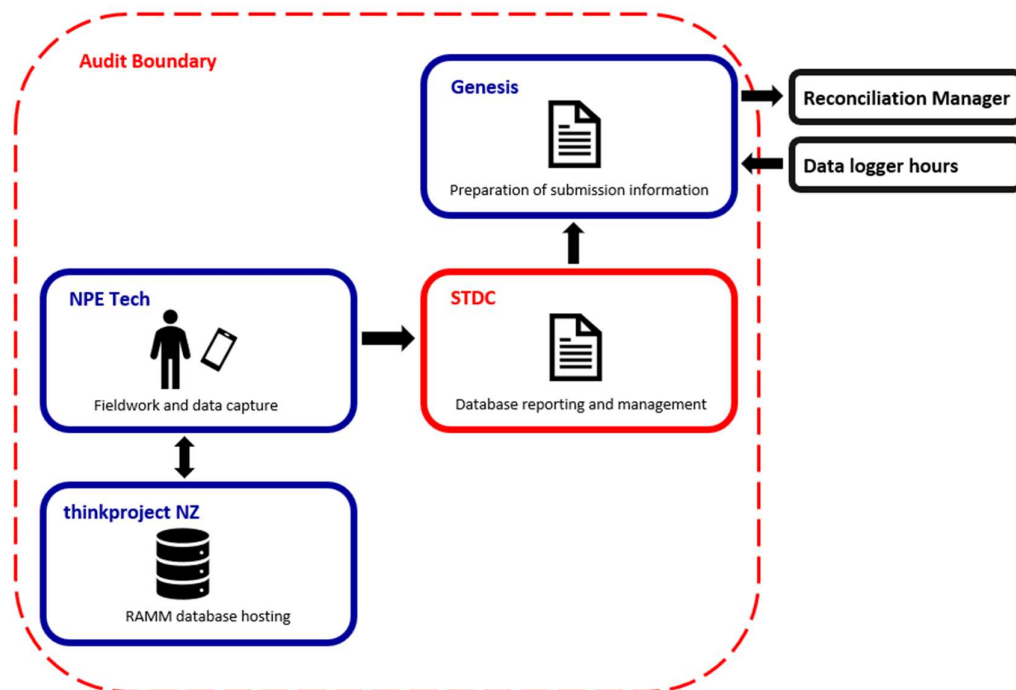 Audit Boundary
Genesis
Preparation of submission information
Reconciliation Manager
Data logger hours
NPE Tech
Fieldwork and data capture
STDC
Database reporting and management
thinkproject NZ
RAMM database hosting